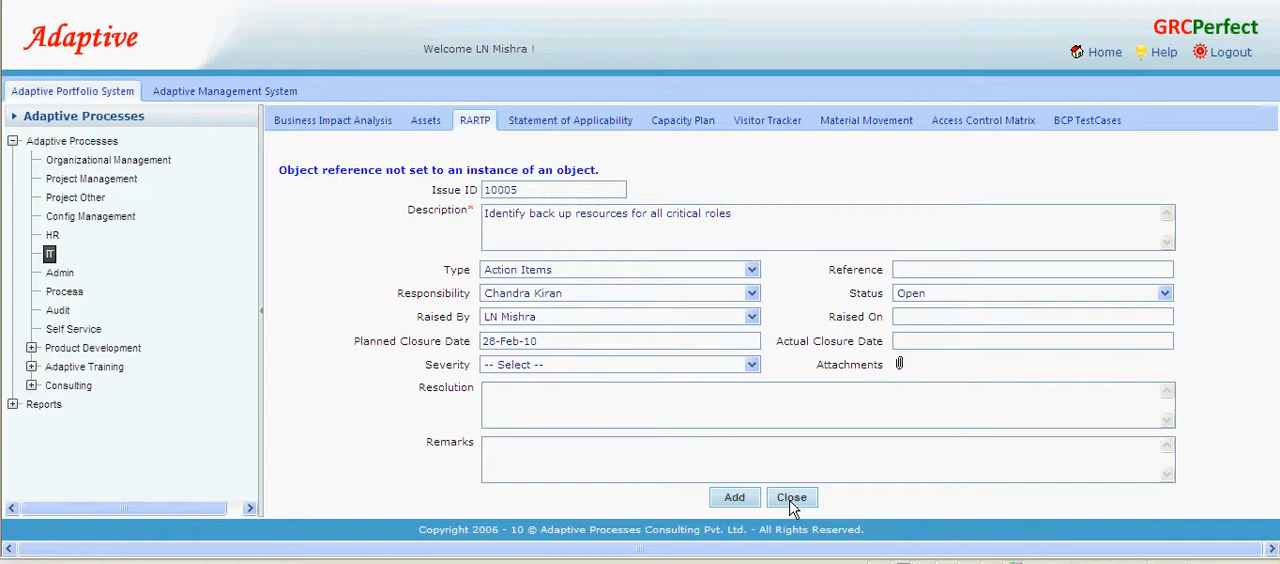 Adaptive
Welcome LN Mishra !
GRCPerfect
Home Help Logout
Adaptive Portfolio System Adaptive Management System
Adaptive Processes
Adaptive Processes
Organizational Management
Project Management
Project Other
Config Management
HR
IT
Admin
Process
Audit
Self Service
Product Development
Adaptive Training
Consulting
Reports
Business Impact Analysis Assets RARTP Statement of Applicability Capacity Plan Visitor Tracker Material Movement Access Control Matrix BCP TestCases
Object reference not set to an instance of an object.
Issue ID 10005
Description* Identify back up resources for all critical roles
Type Action Items Reference
Responsibility Chandra Kiran Status Open
Raised By LN Mishra Raised On
Planned Closure Date 28-Feb-10 Actual Closure Date
Severity -- Select -- Attachments
Resolution
Remarks
Add Close
Copyright 2006 - 10 © Adaptive Processes Consulting Pvt. Ltd. - All Rights Reserved.